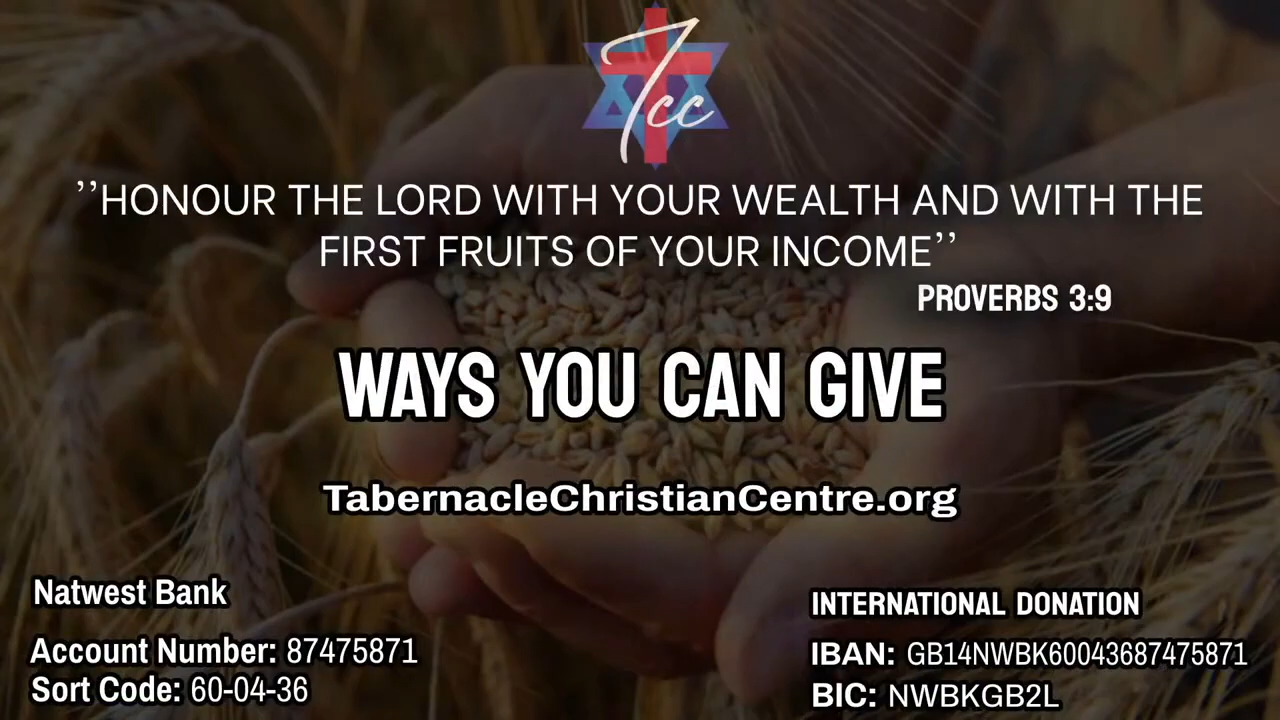 Tcc
’’HONOUR THE LORD WITH YOUR WEALTH AND WITH THE
FIRST FRUITS OF YOUR INCOME’’
PROVERBS 3:9
WAYS YOU CAN GIVE
TabernacleChristianCentre.org
Natwest Bank
Account Number: 87475871
Sort Code: 60-04-36
INTERNATIONAL DONATION
IBAN: GB14NWBK60043687475871
BIC: NWBKGB2L